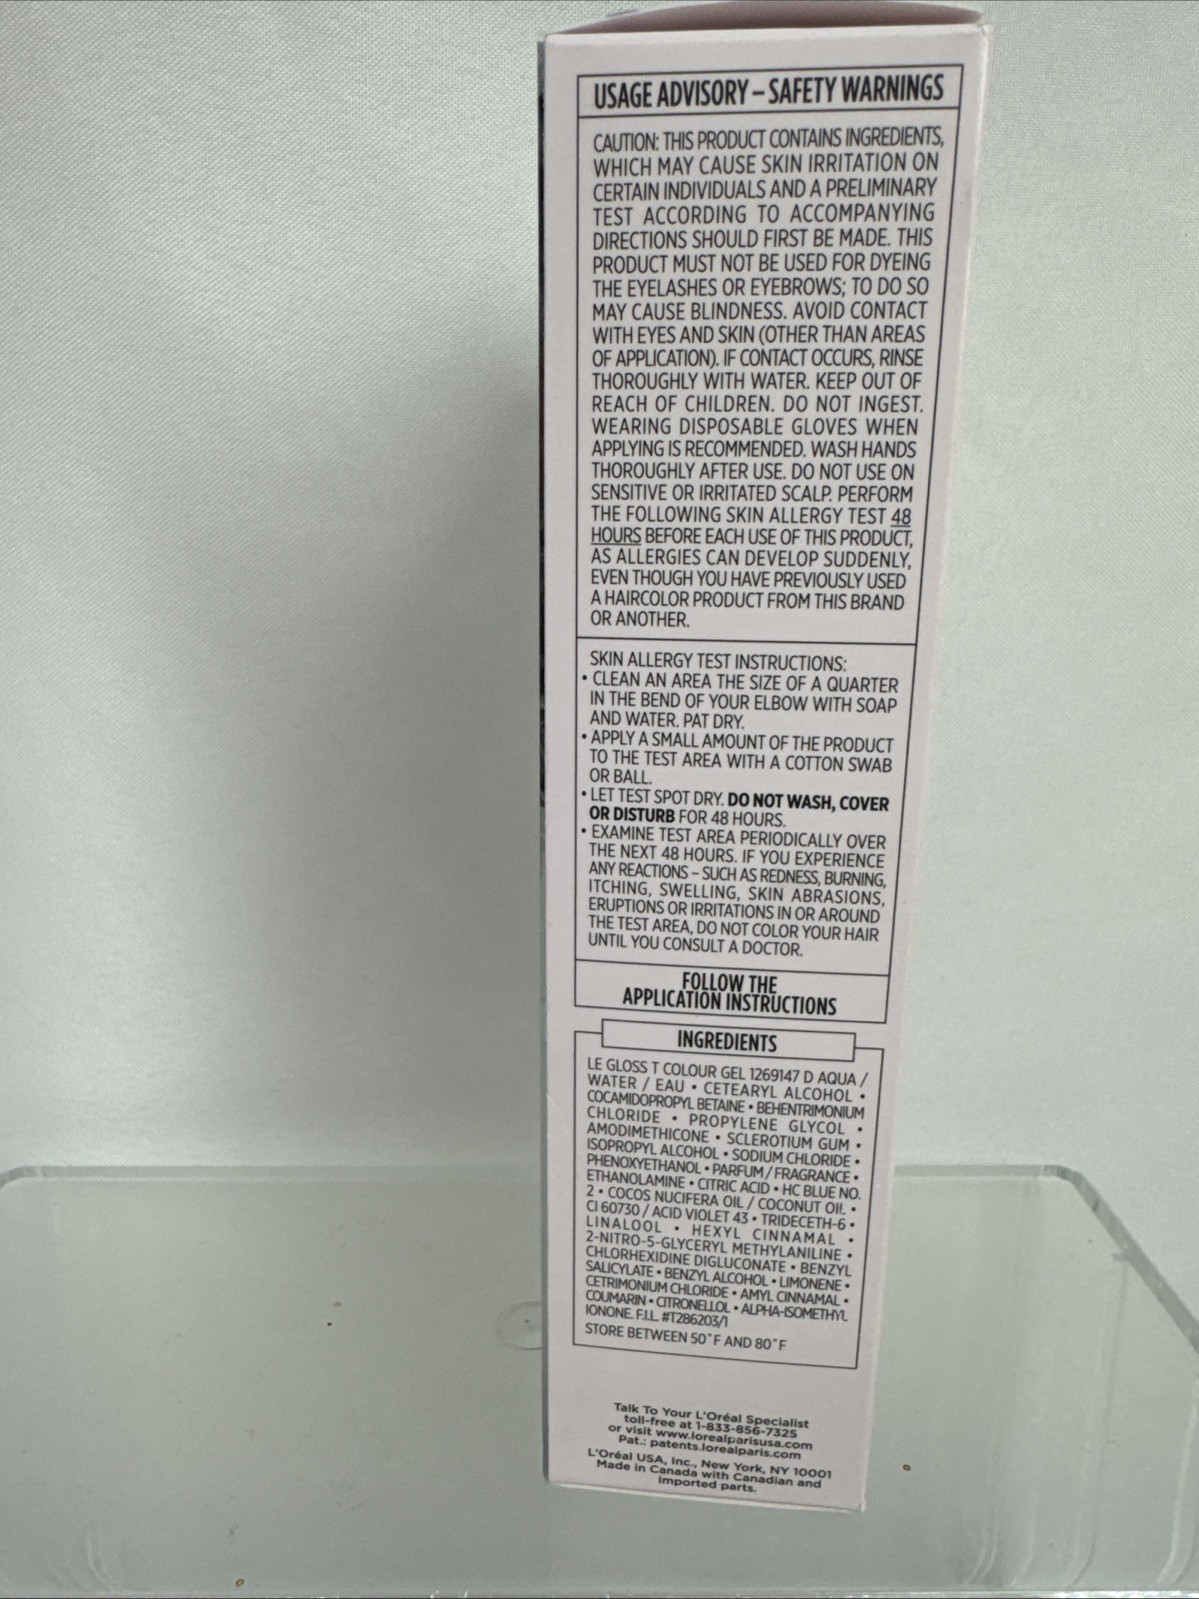 USAGE ADVISORY – SAFETY WARNINGS
CAUTION: THIS PRODUCT CONTAINS INGREDIENTS,
WHICH MAY CAUSE SKIN IRRITATION ON
CERTAIN INDIVIDUALS AND A PRELIMINARY
TEST ACCORDING TO ACCOMPANYING
DIRECTIONS SHOULD FIRST BE MADE. THIS
PRODUCT MUST NOT BE USED FOR DYEING
THE EYELASHES OR EYEBROWS; TO DO SO
MAY CAUSE BLINDNESS. AVOID CONTACT
WITH EYES AND SKIN (OTHER THAN AREAS
OF APPLICATION). IF CONTACT OCCURS, RINSE
THOROUGHLY WITH WATER. KEEP OUT OF
REACH OF CHILDREN. DO NOT INGEST.
WEARING DISPOSABLE GLOVES WHEN
APPLYING IS RECOMMENDED. WASH HANDS
THOROUGHLY AFTER USE. DO NOT USE ON
SENSITIVE OR IRRITATED SCALP. PERFORM
THE FOLLOWING SKIN ALLERGY TEST 48
HOURS BEFORE EACH USE OF THIS PRODUCT,
AS ALLERGIES CAN DEVELOP SUDDENLY,
EVEN THOUGH YOU HAVE PREVIOUSLY USED
A HAIRCOLOR PRODUCT FROM THIS BRAND
OR ANOTHER.
SKIN ALLERGY TEST INSTRUCTIONS:
• CLEAN AN AREA THE SIZE OF A QUARTER
IN THE BEND OF YOUR ELBOW WITH SOAP
AND WATER. PAT DRY.
• APPLY A SMALL AMOUNT OF THE PRODUCT
TO THE TEST AREA WITH A COTTON SWAB
OR BALL.
• LET TEST SPOT DRY. DO NOT WASH, COVER
OR DISTURB FOR 48 HOURS.
• EXAMINE TEST AREA PERIODICALLY OVER
THE NEXT 48 HOURS. IF YOU EXPERIENCE
ANY REACTIONS – SUCH AS REDNESS, BURNING,
ITCHING, SWELLING, SKIN ABRASIONS,
ERUPTIONS OR IRRITATIONS IN OR AROUND
THE TEST AREA, DO NOT COLOR YOUR HAIR
UNTIL YOU CONSULT A DOCTOR.
FOLLOW THE
APPLICATION INSTRUCTIONS
INGREDIENTS
LE GLOSS T COLOUR GEL 1269147 D AQUA /
WATER / EAU • CETEARYL ALCOHOL •
COCAMIDOPROPYL BETAINE • BEHENTRIMONIUM
CHLORIDE • PROPYLENE GLYCOL •
AMODIMETHICONE • SCLEROTIUM GUM •
ISOPROPYL ALCOHOL • SODIUM CHLORIDE •
PHENOXYETHANOL • PARFUM / FRAGRANCE •
ETHANOLAMINE • CITRIC ACID • HC BLUE NO.
2 • COCOS NUCIFERA OIL / COCONUT OIL •
CI 60730 / ACID VIOLET 43 • TRIDECETH-6 •
LINALOOL • HEXYL CINNAMAL •
2-NITRO-5-GLYCERYL METHYLANILINE •
CHLORHEXIDINE DIGLUCONATE • BENZYL
SALICYLATE • BENZYL ALCOHOL • LIMONENE •
CETRIMONIUM CHLORIDE • AMYL CINNAMAL •
COUMARIN • CITRONELLOL • ALPHA-ISOMETHYL
IONONE. F.I.L. #T286203/1
STORE BETWEEN 50°F AND 80°F
Talk To Your L'Oréal Specialist
toll-free at 1-833-856-7325
or visit www.lorealparisusa.com
Pat.: patents.lorealparis.com
L'Oréal USA, Inc., New York, NY 10001
Made in Canada with Canadian and
imported parts.